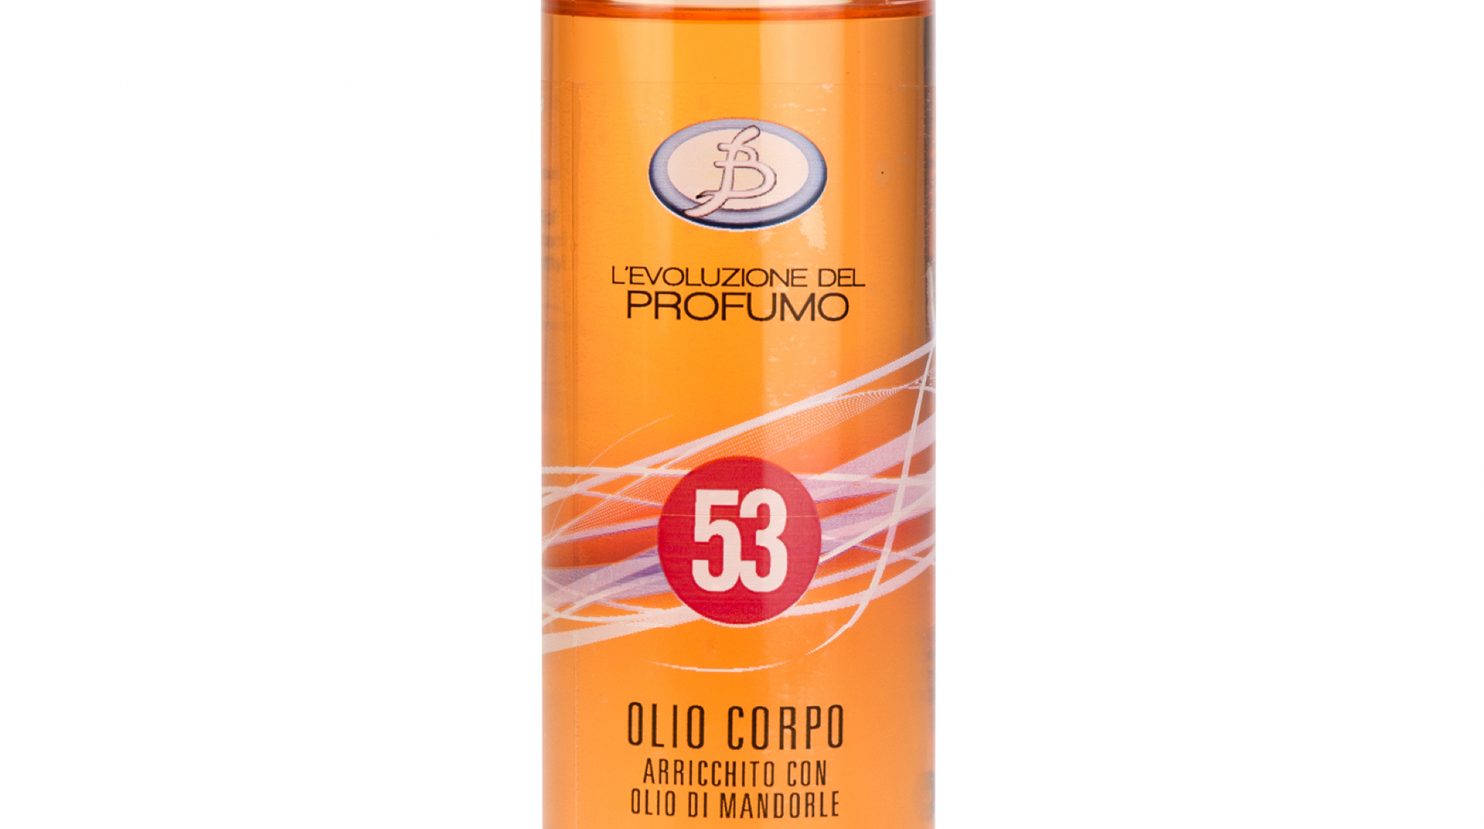 B
L'EVOLUZIONE DEL
PROFUMO
53
OLIO CORPO
ARRICCHITO CON
OLIO DI MANDORLE